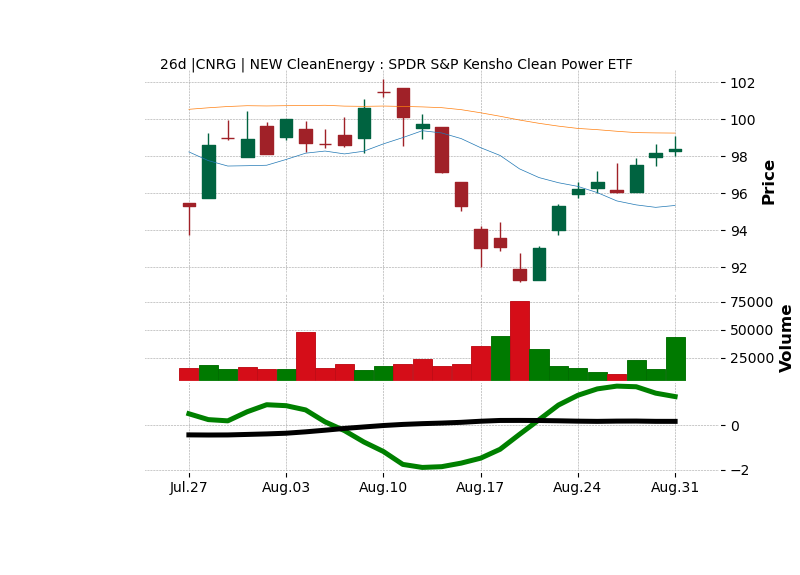 26d |CNRG | NEW CleanEnergy : SPDR S&P Kensho Clean Power ETF
102
100
98
96
94
92
Price
75000
50000
25000
Volume
0
−2
Jul.27 Aug.03 Aug.10 Aug.17 Aug.24 Aug.31